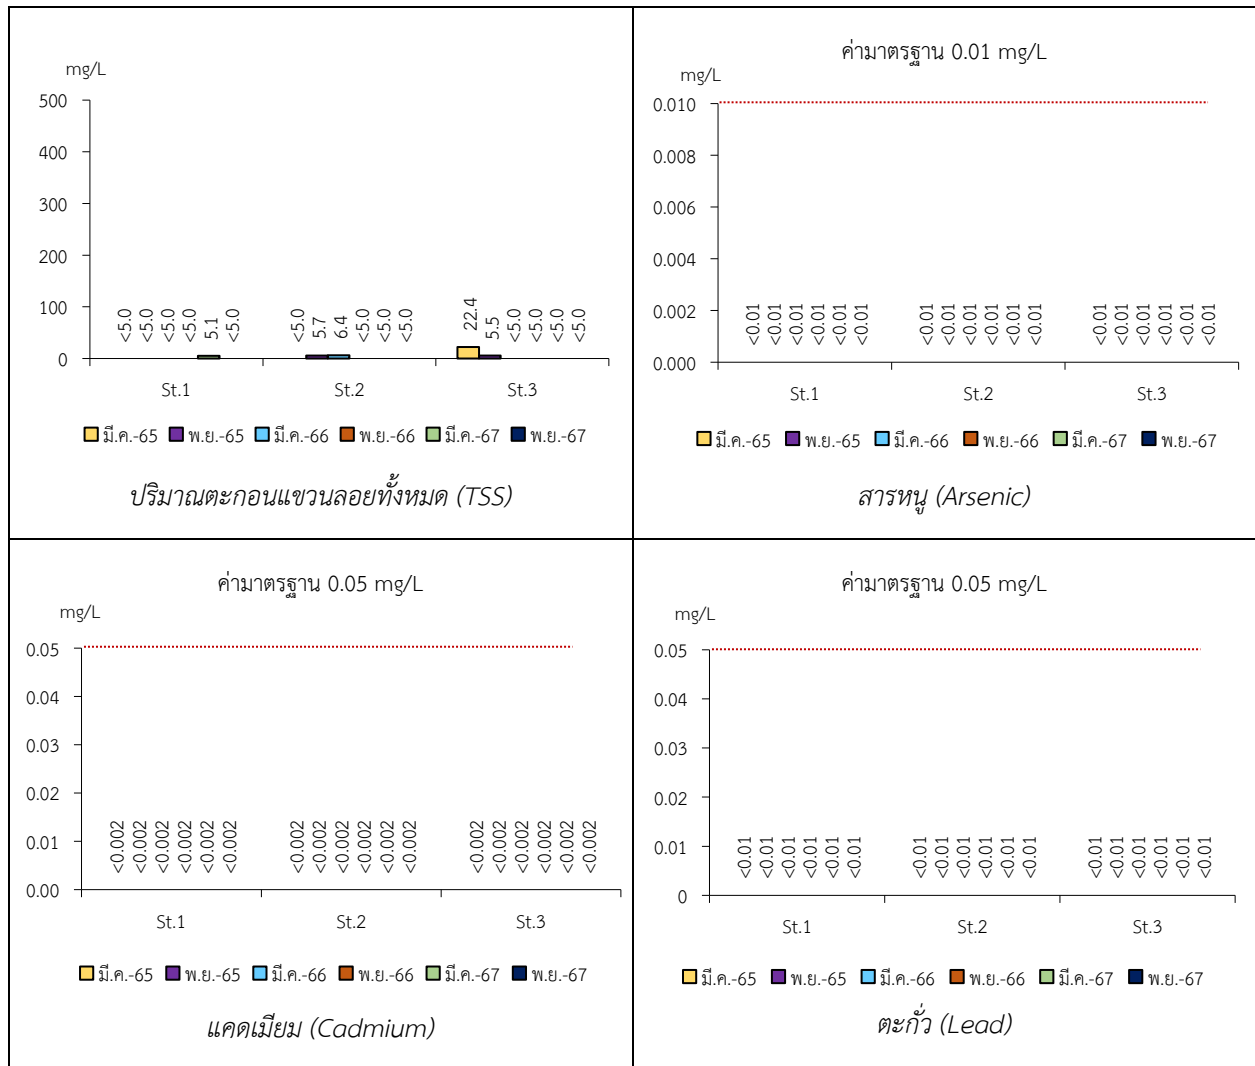 mg/L
500
400
300
200
100
0
<5.0 <5.0 <5.0 <5.0 5.1 <5.0 <5.0 5.7 6.4 <5.0 <5.0 <5.0 22.4 5.5 <5.0 <5.0 <5.0 <5.0
St.1 St.2 St.3
มี.ค.-65 พ.ย.-65 มี.ค.-66 พ.ย.-66 มี.ค.-67 พ.ย.-67
ปริมาณตะกอนแขวนลอยทั้งหมด (TSS)
ค่ามาตรฐาน 0.01 mg/L
mg/L
0.010
0.008
0.006
0.004
0.002
0.000
<0.01 <0.01 <0.01 <0.01 <0.01 <0.01 <0.01 <0.01 <0.01 <0.01 <0.01 <0.01 <0.01 <0.01 <0.01 <0.01 <0.01 <0.01
St.1 St.2 St.3
มี.ค.-65 พ.ย.-65 มี.ค.-66 พ.ย.-66 มี.ค.-67 พ.ย.-67
สารหนู (Arsenic)
ค่ามาตรฐาน 0.05 mg/L
mg/L
0.05
0.04
0.03
0.02
0.01
0.00
<0.002 <0.002 <0.002 <0.002 <0.002 <0.002 <0.002 <0.002 <0.002 <0.002 <0.002 <0.002 <0.002 <0.002 <0.002 <0.002 <0.002 <0.002
St.1 St.2 St.3
มี.ค.-65 พ.ย.-65 มี.ค.-66 พ.ย.-66 มี.ค.-67 พ.ย.-67
แคดเมียม (Cadmium)
ค่ามาตรฐาน 0.05 mg/L
mg/L
0.05
0.04
0.03
0.02
0.01
0
<0.01 <0.01 <0.01 <0.01 <0.01 <0.01 <0.01 <0.01 <0.01 <0.01 <0.01 <0.01 <0.01 <0.01 <0.01 <0.01 <0.01 <0.01
St.1 St.2 St.3
มี.ค.-65 พ.ย.-65 มี.ค.-66 พ.ย.-66 มี.ค.-67 พ.ย.-67
ตะกั่ว (Lead)